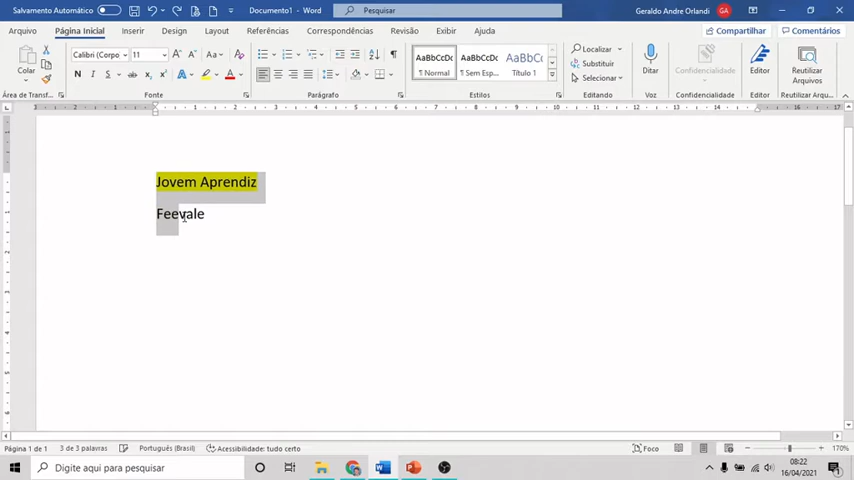 Salvamento Automático
Documento1 - Word
Pesquisar
Geraldo Andre Orlandi
GA
Arquivo
Página Inicial
Inserir
Design
Layout
Referências
Correspondências
Revisão
Exibir
Ajuda
Compartilhar
Comentários
Colar
Calibri (Corpo
11
N
I
S
AaBbCcDc
¶ Normal
AaBbCcDc
¶ Sem Esp...
AaBbCcD
Título 1
Localizar
Substituir
Selecionar
Ditar
Confidencialidade
Editor
Reutilizar
Arquivos
Área de Transf...
Fonte
Parágrafo
Estilos
Editando
Voz
Confidencialidade
Editor
Reutilizar Arqu...
Jovem Aprendiz
Feevale
Página 1 de 1
3 de 3 palavras
Português (Brasil)
Acessibilidade: tudo certo
Foco
170%
Digite aqui para pesquisar
08:22
16/04/2021